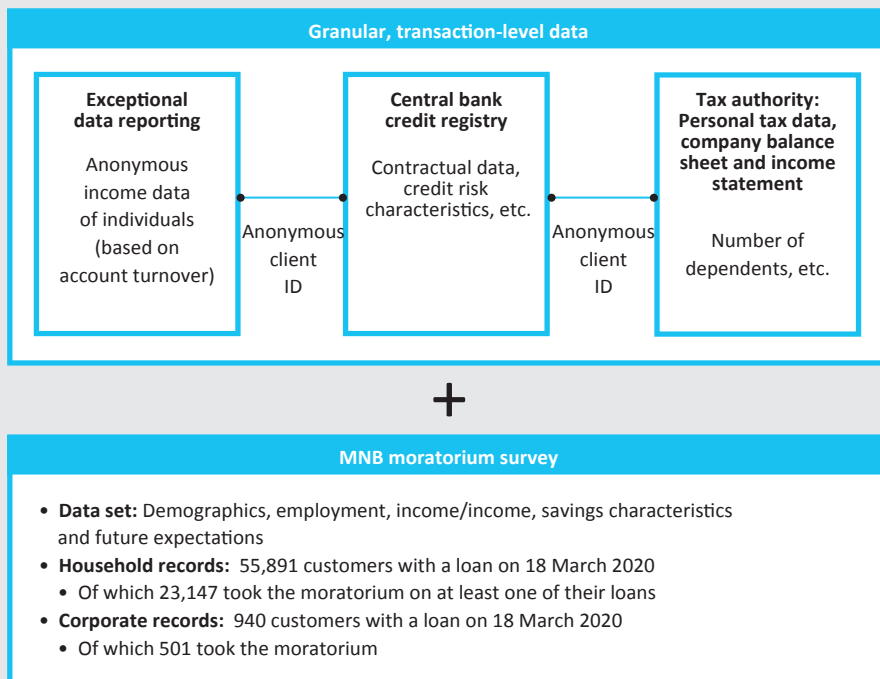 Granular, transaction-level data
Exceptional
data reporting
Anonymous
income data
of individuals
(based on
account turnover)
Anonymous
client
ID
Central bank
credit registry
Contractual data,
credit risk
characteristics, etc.
Anonymous
client
ID
Tax authority:
Personal tax data,
company balance
sheet and income
statement
Number of
dependents, etc.
+
MNB moratorium survey
• Data set: Demographics, employment, income/income, savings characteristics
and future expectations
• Household records: 55,891 customers with a loan on 18 March 2020
• Of which 23,147 took the moratorium on at least one of their loans
• Corporate records: 940 customers with a loan on 18 March 2020
• Of which 501 took the moratorium